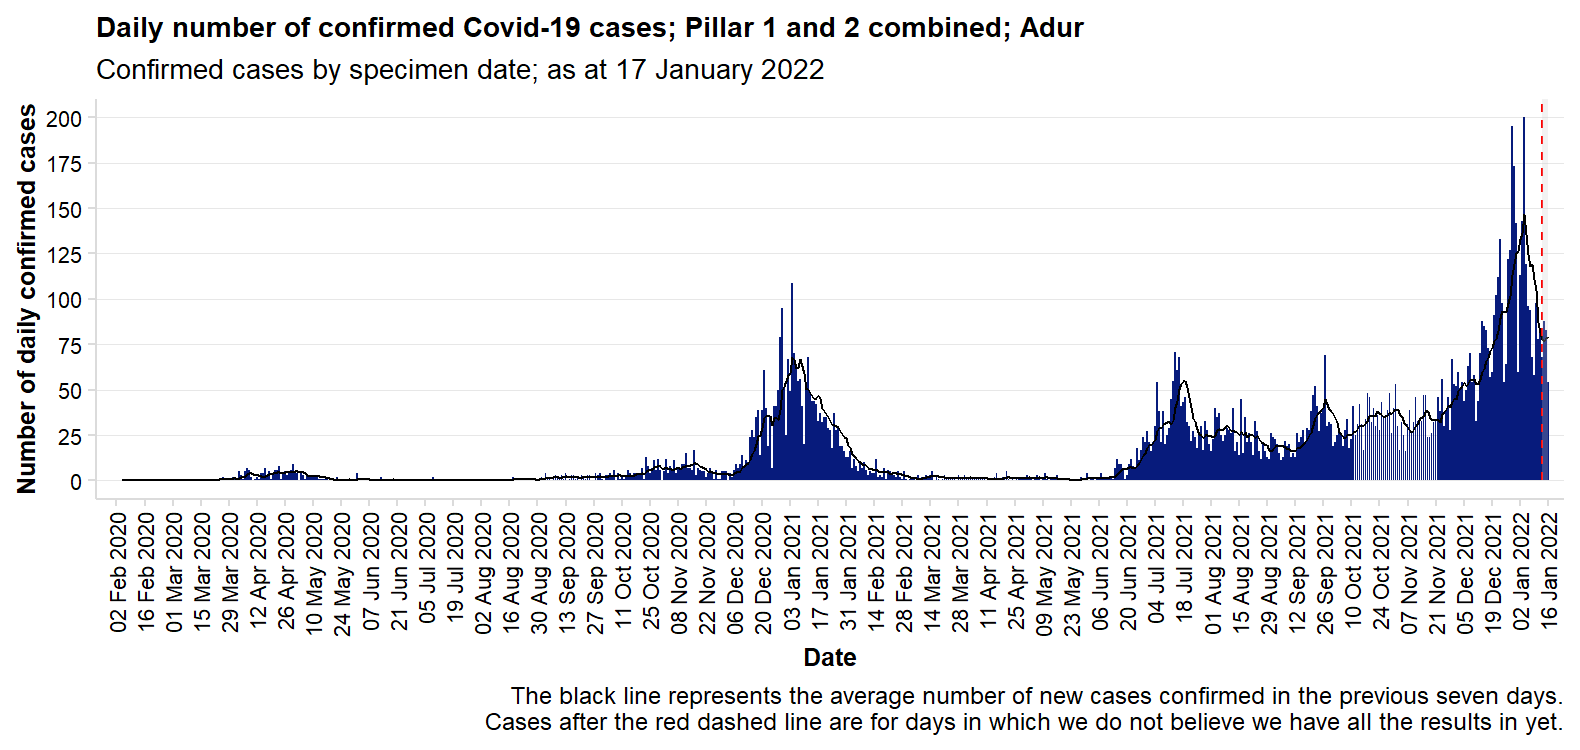 Daily number of confirmed Covid-19 cases; Pillar 1 and 2 combined; Adur
Confirmed cases by specimen date; as at 17 January 2022
Number of daily confirmed cases
200
175
150
125
100
75
50
25
0
02 Feb 2020
16 Feb 2020
01 Mar 2020
15 Mar 2020
29 Mar 2020
12 Apr 2020
26 Apr 2020
10 May 2020
24 May 2020
07 Jun 2020
21 Jun 2020
05 Jul 2020
19 Jul 2020
02 Aug 2020
16 Aug 2020
30 Aug 2020
13 Sep 2020
27 Sep 2020
11 Oct 2020
25 Oct 2020
08 Nov 2020
22 Nov 2020
06 Dec 2020
20 Dec 2020
03 Jan 2021
17 Jan 2021
31 Jan 2021
14 Feb 2021
28 Feb 2021
14 Mar 2021
28 Mar 2021
11 Apr 2021
25 Apr 2021
09 May 2021
23 May 2021
06 Jun 2021
20 Jun 2021
04 Jul 2021
18 Jul 2021
01 Aug 2021
15 Aug 2021
29 Aug 2021
12 Sep 2021
26 Sep 2021
10 Oct 2021
24 Oct 2021
07 Nov 2021
21 Nov 2021
05 Dec 2021
19 Dec 2021
02 Jan 2022
16 Jan 2022
Date
The black line represents the average number of new cases confirmed in the previous seven days.
Cases after the red dashed line are for days in which we do not believe we have all the results in yet.